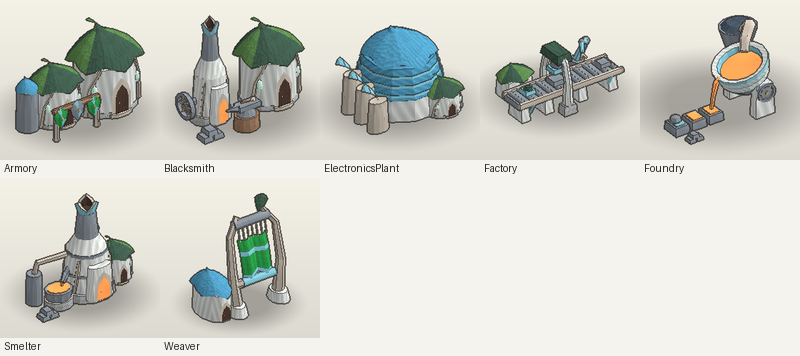 Armory
Blacksmith
ElectronicsPlant
Factory
Foundry
Smelter
Weaver